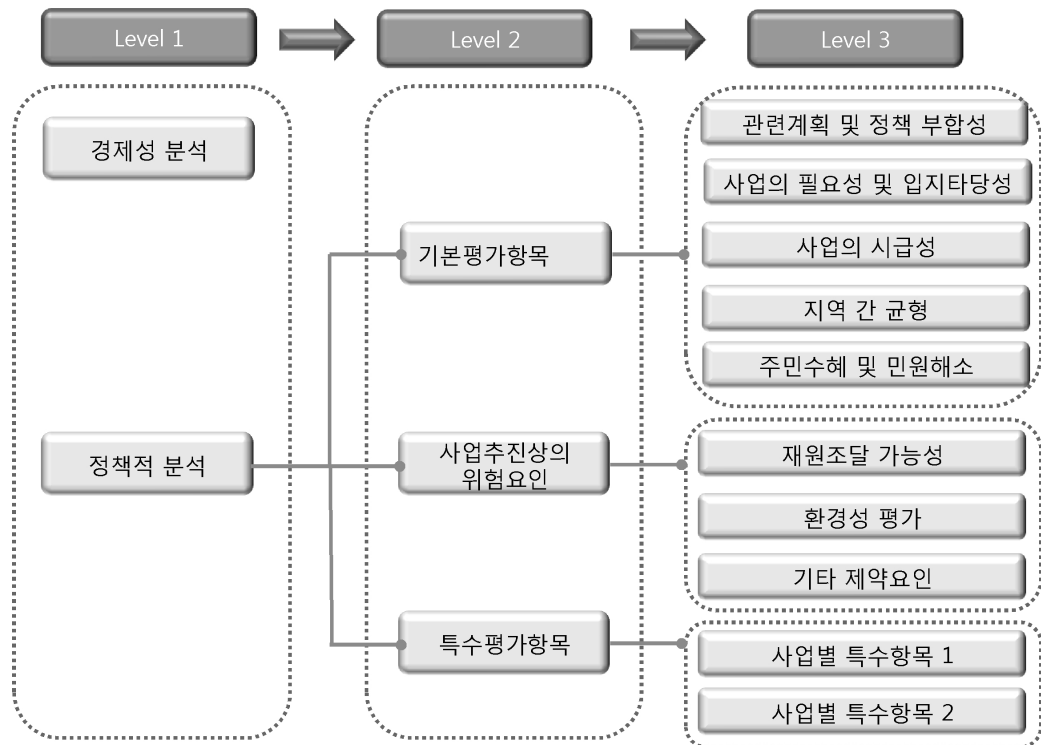 Level 1
Level 2
Level 3
경제성 분석
정책적 분석
기본평가항목
사업추진상의
위험요인
특수평가항목
관련계획 및 정책 부합성
사업의 필요성 및 입지타당성
사업의 시급성
지역 간 균형
주민수혜 및 민원해소
재원조달 가능성
환경성 평가
기타 제약요인
사업별 특수항목 1
사업별 특수항목 2